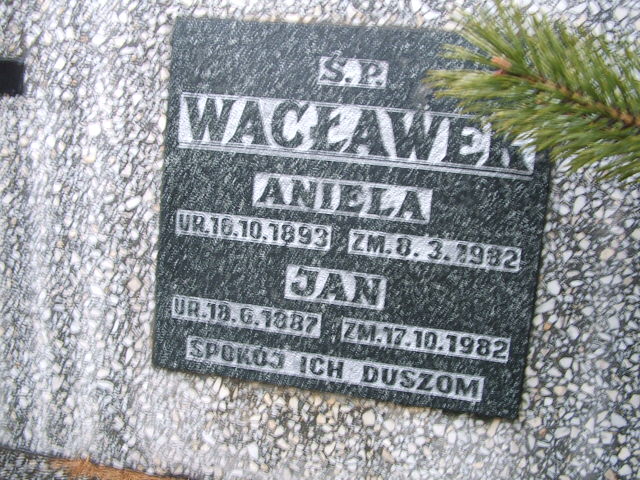 Ś.P.
WACŁAWEK
ANIELA
UR.16.10.1893 ZM.8.3.1982
JAN
UR.18.6.1887 ZM.17.10.1982
SPOKÓJ ICH DUSZOM